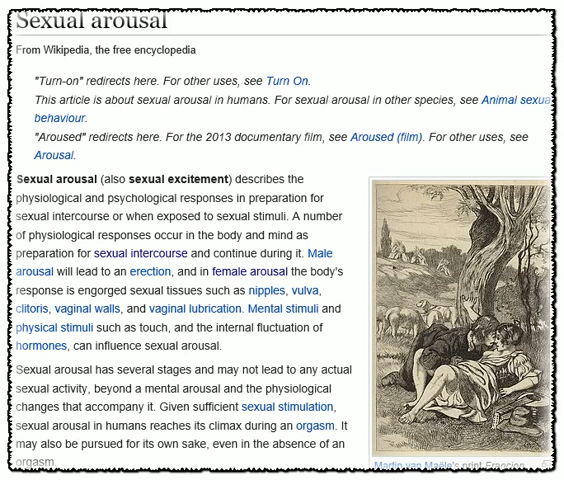 Sexual arousal
From Wikipedia, the free encyclopedia
"Turn-on" redirects here. For other uses, see Turn On.
This article is about sexual arousal in humans. For sexual arousal in other species, see Animal sexua
behaviour.
"Aroused" redirects here. For the 2013 documentary film, see Aroused (film). For other uses, see
Arousal.
Sexual arousal (also sexual excitement) describes the
physiological and psychological responses in preparation for
sexual intercourse or when exposed to sexual stimuli. A number
of physiological responses occur in the body and mind as
preparation for sexual intercourse and continue during it. Male
arousal will lead to an erection, and in female arousal the body's
response is engorged sexual tissues such as nipples, vulva,
clitoris, vaginal walls, and vaginal lubrication. Mental stimuli and
physical stimuli such as touch, and the internal fluctuation of
hormones, can influence sexual arousal.
Sexual arousal has several stages and may not lead to any actual
sexual activity, beyond a mental arousal and the physiological
changes that accompany it. Given sufficient sexual stimulation,
sexual arousal in humans reaches its climax during an orgasm. It
may also be pursued for its own sake, even in the absence of an
orgasm.
Martin van Maële's print Francion